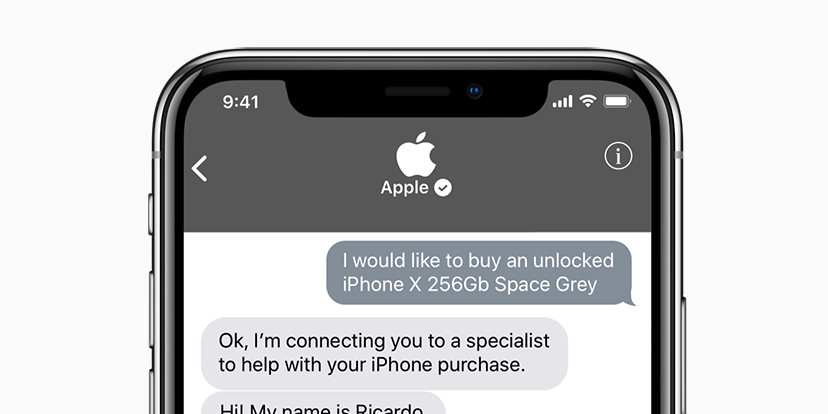 9:41
Apple
I would like to buy an unlocked
iPhone X 256Gb Space Grey
Ok, I’m connecting you to a specialist
to help with your iPhone purchase.
Hi! My name is Ricardo